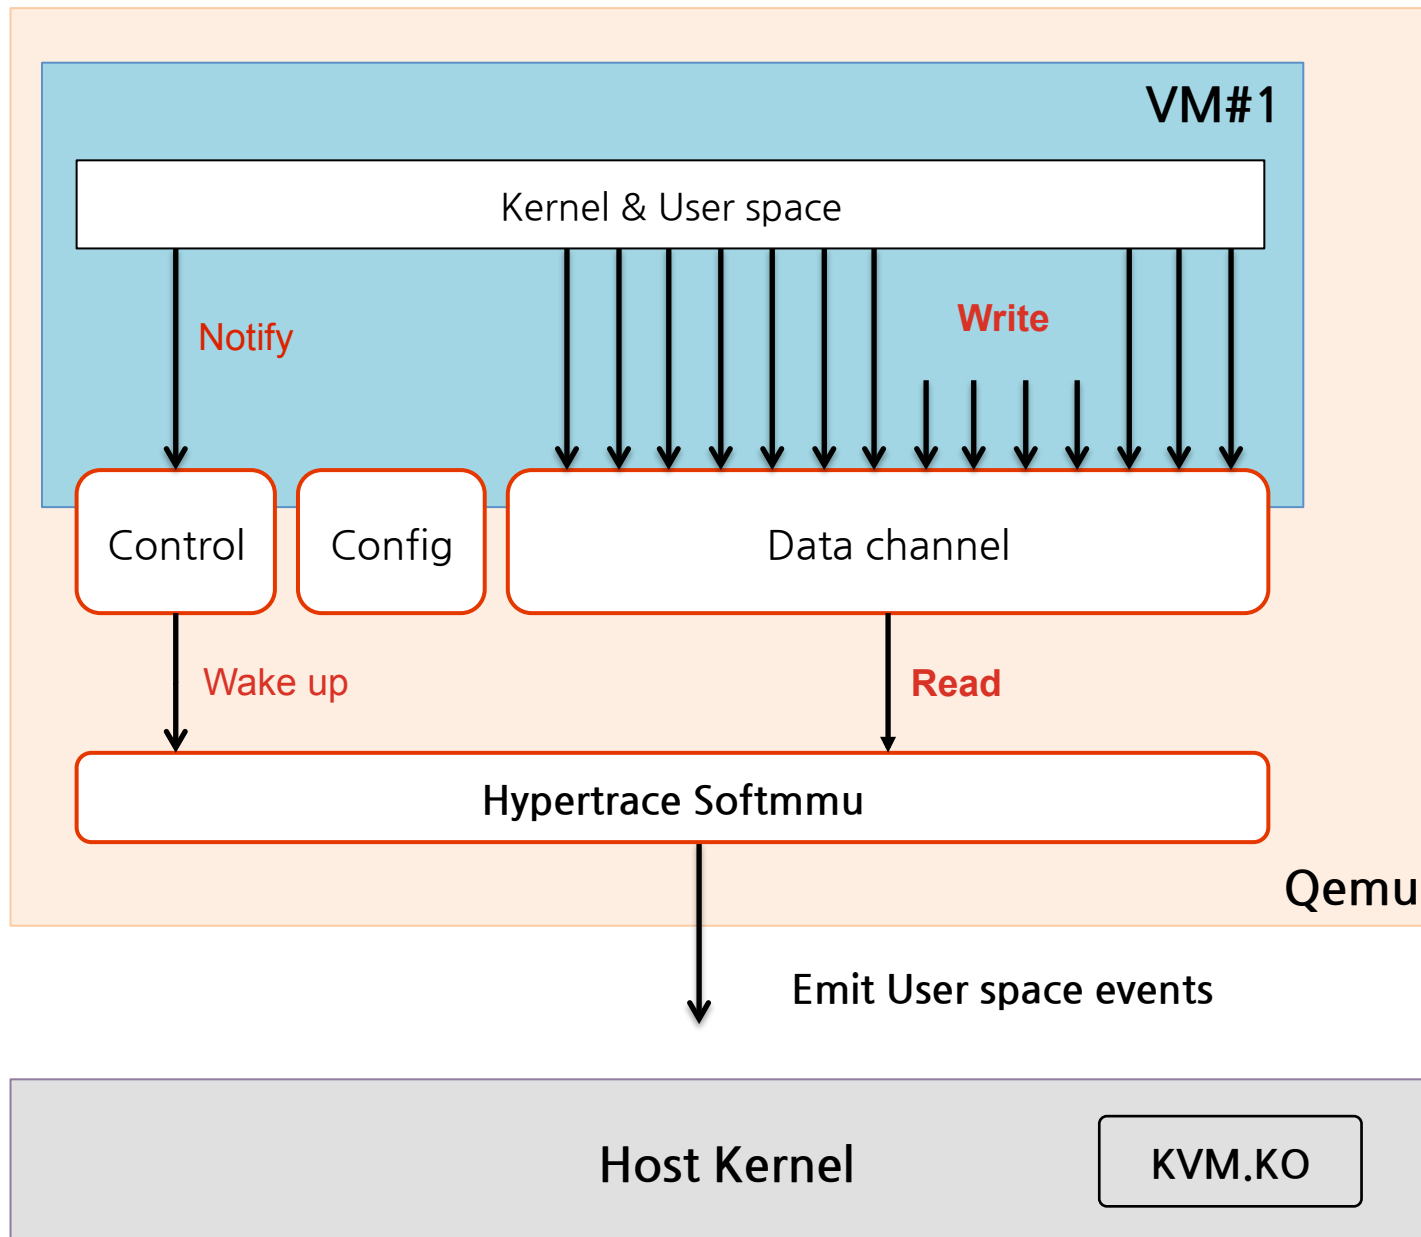 VM#1
Kernel & User space
Notify
Write
Control
Config
Data channel
Wake up
Read
Hypertrace Softmmu
Qemu
Emit User space events
Host Kernel
KVM.KO